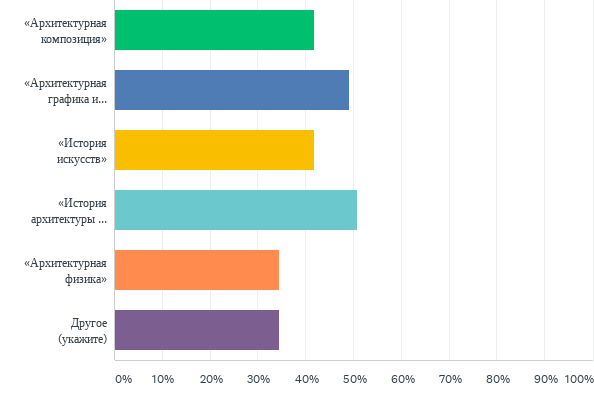 «Архитектурная
композиция»
«Архитектурная
графика и...
«История
искусств»
«История
архитектуры ...
«Архитектурная
физика»
Другое
(укажите)
0% 10% 20% 30% 40% 50% 60% 70% 80% 90% 100%